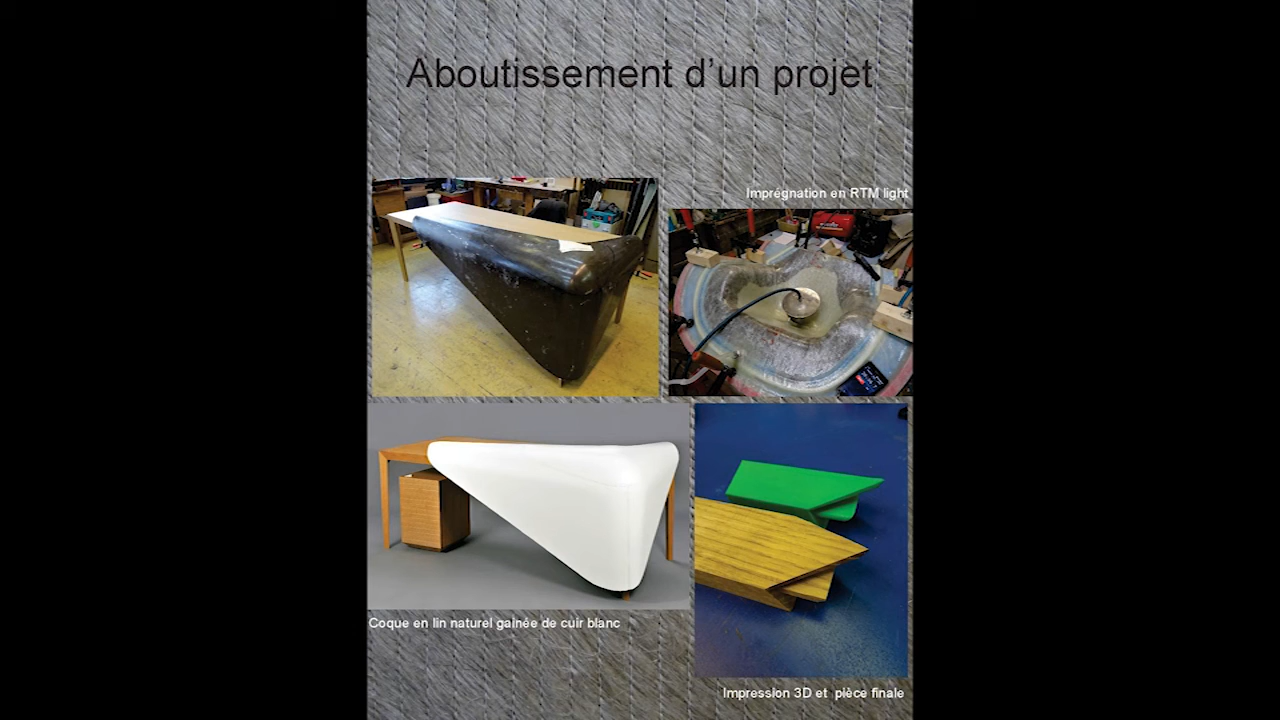 Aboutissement d’un projet
Imprégnation en RTM light
Coque en lin naturel gainée de cuir blanc
Impression 3D et pièce finale